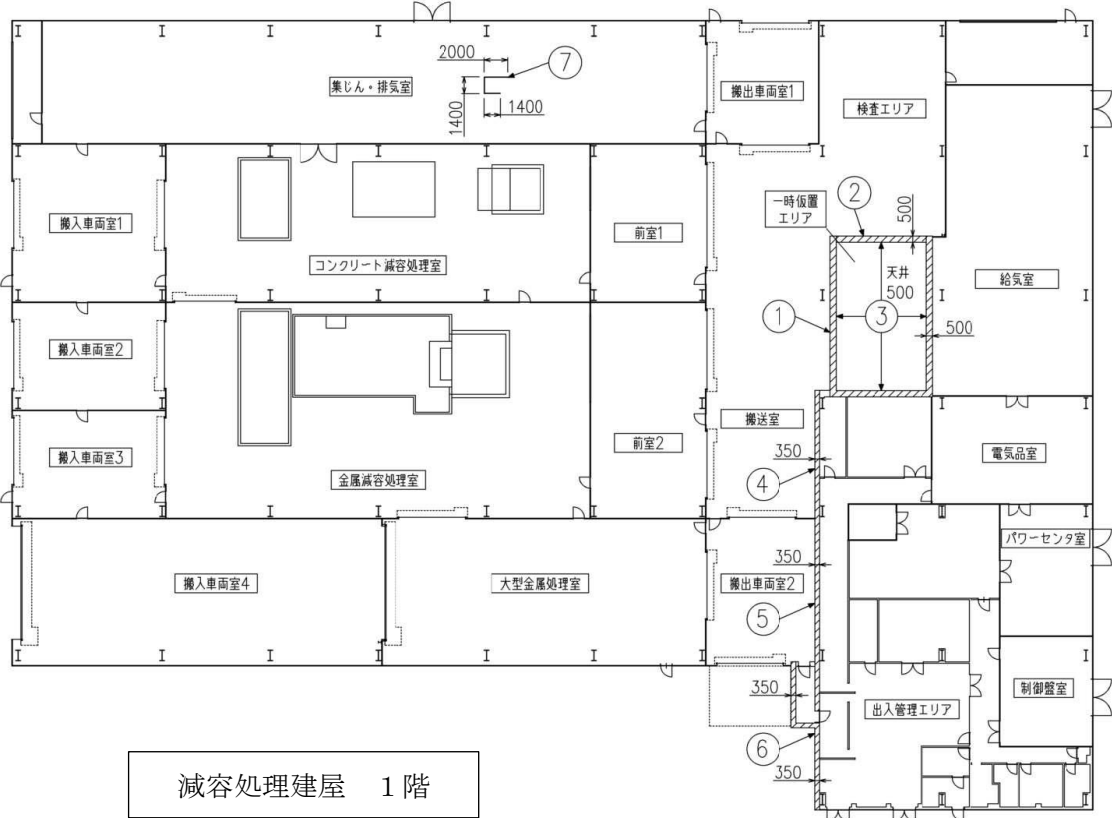 2000
⑦
集じん・排気室
1400
1400
搬出車両室1
検査エリア
搬入車両室1
コンクリート減容処理室
前室1
一時仮置
エリア
②
500
天井
500
給気室
①
③
500
搬入車両室2
搬入車両室3
金属減容処理室
前室2
搬送室
350
④
電気品室
パワーセンタ室
搬入車両室4
大型金属処理室
搬出車両室2
350
⑤
350
出入管理エリア
制御盤室
⑥
350
減容処理建屋 1階